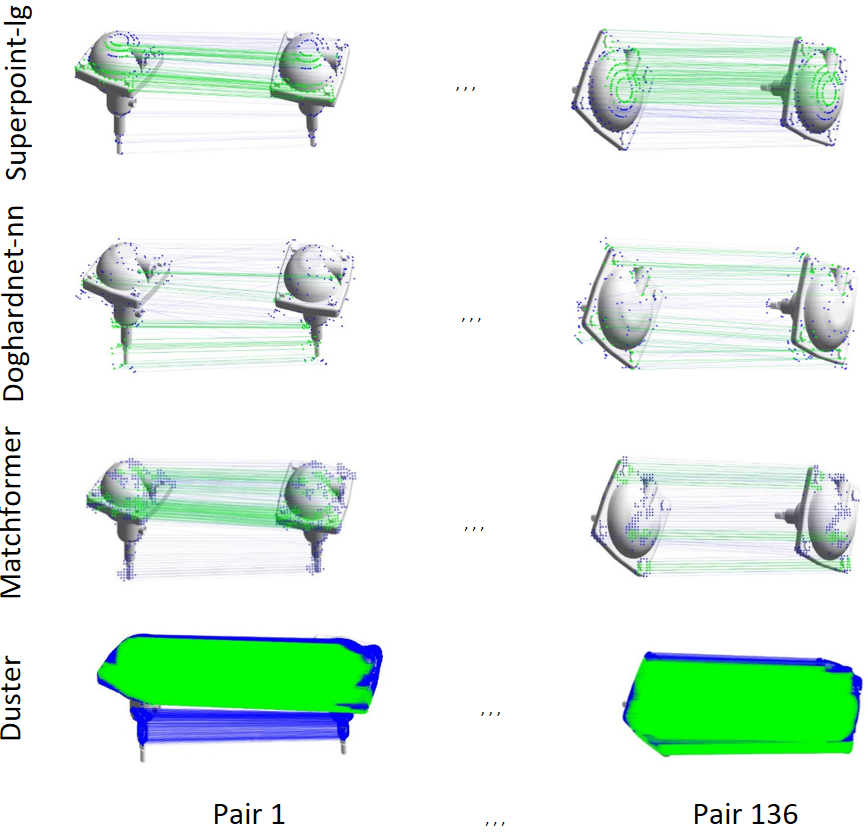 Superpoint-lg
,,,
Doghardnet-nn
,,,
Matchformer
,,,
Duster
,,,
Pair 1
,,,
Pair 136